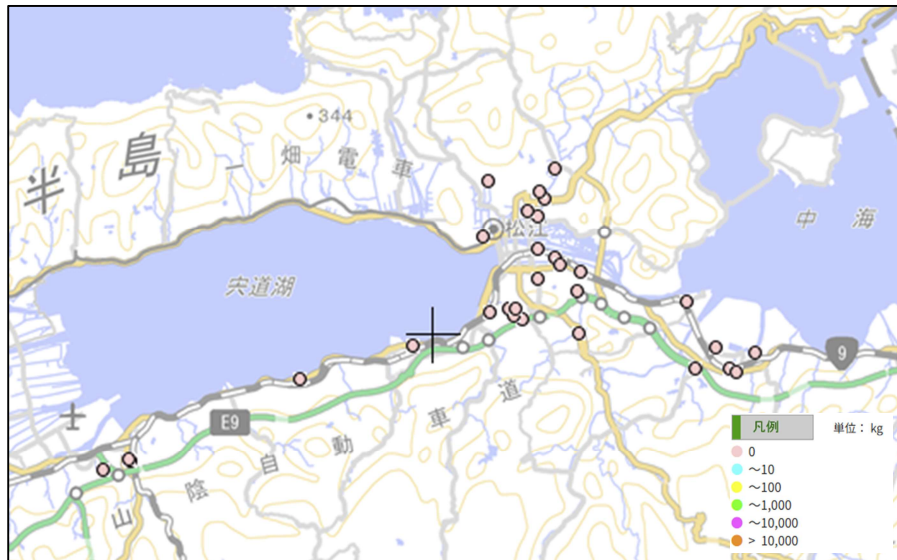 344
半島
一畑電車
松江
中海
宍道湖
9
E9
山陰自動車道
凡例
単位： kg
0
～10
～100
～1,000
～10,000
> 10,000